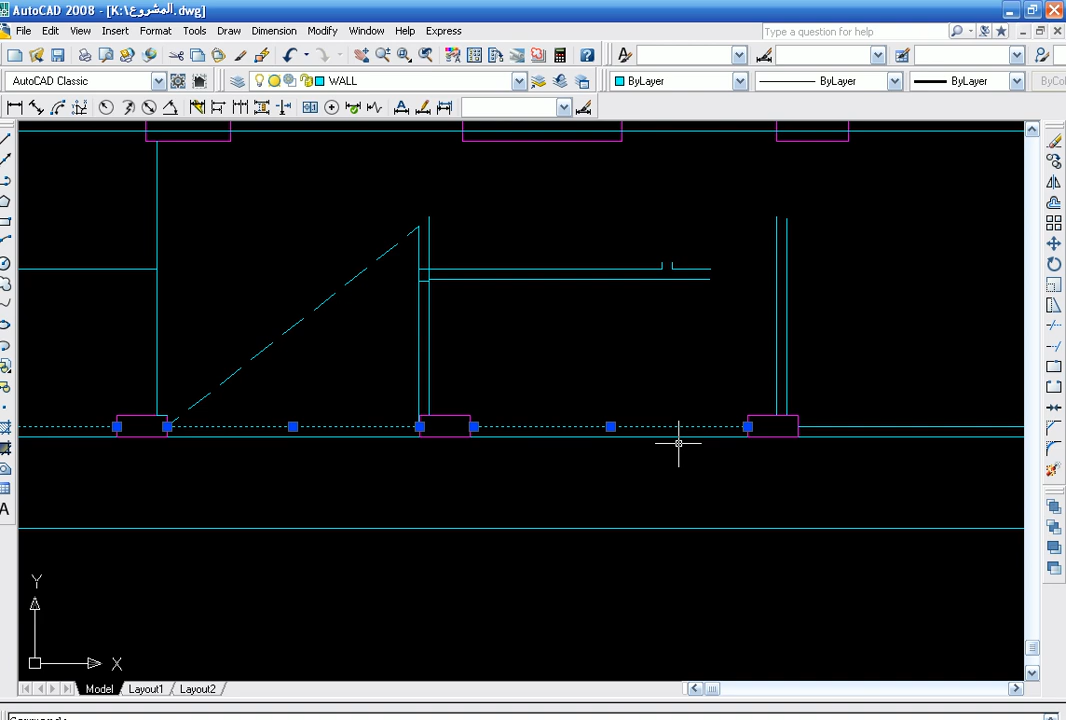 AutoCAD 2008 - [K:\المشروع.dwg]
File Edit View Insert Format Tools Draw Dimension Modify Window Help Express Type a question for help
AutoCAD Classic WALL ByLayer ByLayer ByLayer
A
Y
X
Model Layout1 Layout2